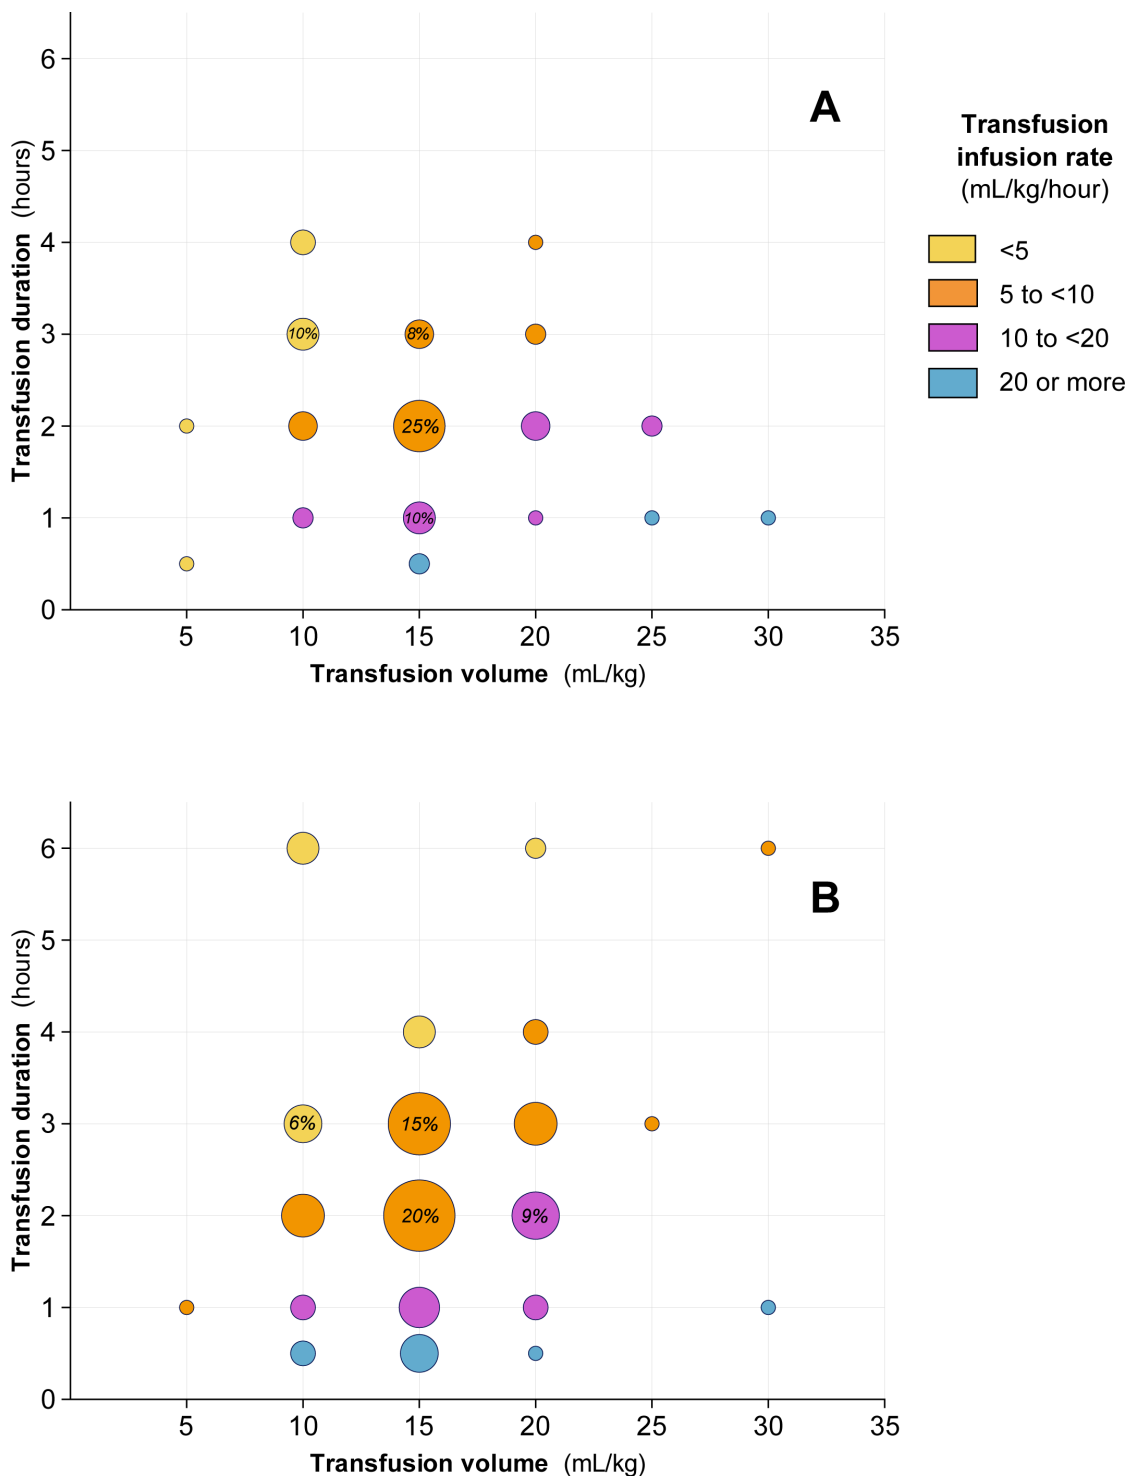 A
Transfusion
infusion rate
(mL/kg/hour)
<5
5 to <10
10 to <20
20 or more
Transfusion duration (hours)
6
5
4
3
2
1
0
10%
8%
25%
10%
5 10 15 20 25 30 35
Transfusion volume (mL/kg)
B
Transfusion duration (hours)
6
5
4
3
2
1
0
6%
15%
20%
9%
5 10 15 20 25 30 35
Transfusion volume (mL/kg)